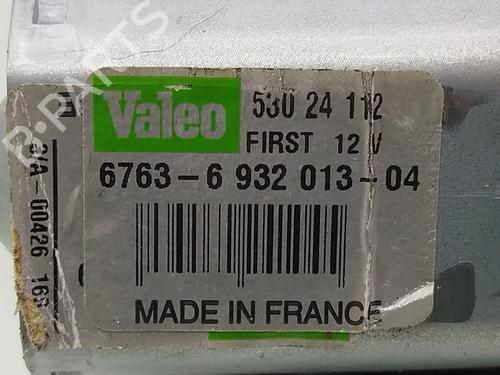 Valeo
530 24 112
FIRST 12 V
6763-6 932 013-04
MADE IN FRANCE
B-PARTS